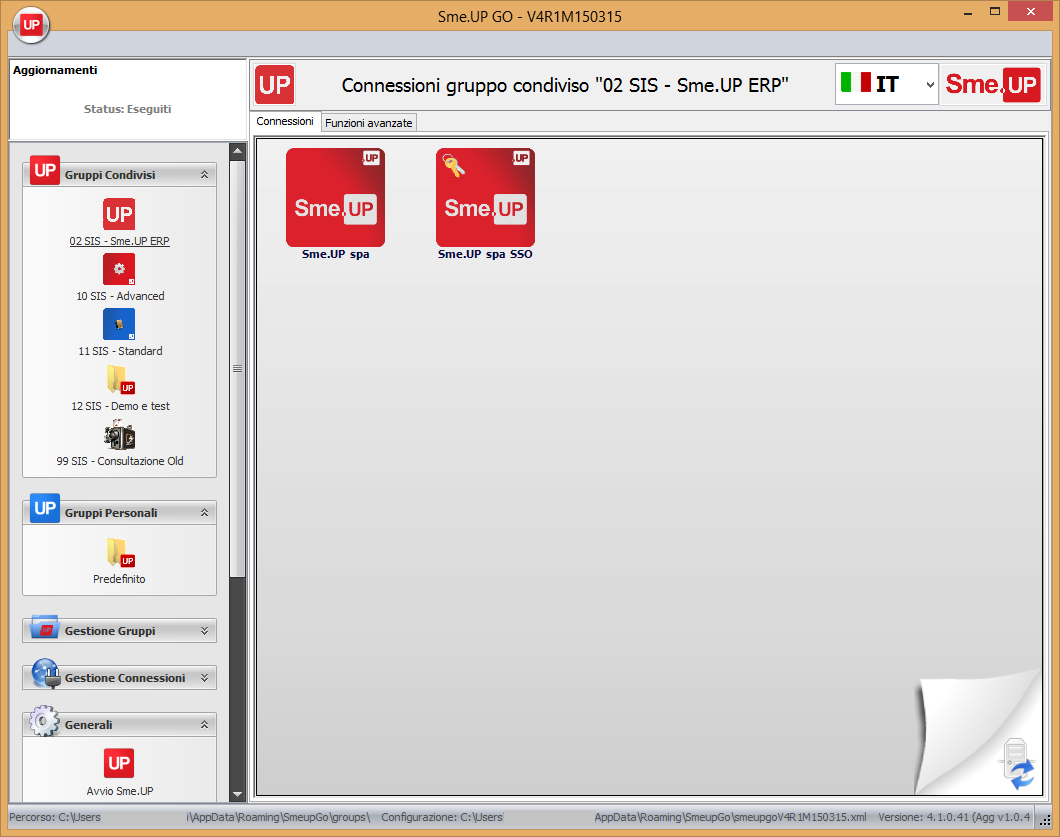 Sme.UP GO - V4R1M150315
UP
Aggiornamenti
Status: Eseguiti
UP
Connessioni gruppo condiviso "02 SIS - Sme.UP ERP"
IT
Sme.UP
Connessioni
Funzioni avanzate
UP Gruppi Condivisi
UP
02 SIS - Sme.UP ERP
10 SIS - Advanced
11 SIS - Standard
UP
12 SIS - Demo e test
99 SIS - Consultazione Old
UP Gruppi Personali
UP
Predefinito
UP Gestione Gruppi
Gestione Connessioni
Generali
UP
Avvio Sme.UP
.UP
Sme.UP
Sme.UP spa
.UP
Sme.UP
Sme.UP spa SSO
Percorso: C:\Users i\AppData\Roaming\SmeupGo\groups\ Configurazione: C:\Users AppData\Roaming\SmeupGo\smeupgoV4R1M150315.xml Versione: 4.1.0.41 (Agg v1.0.4